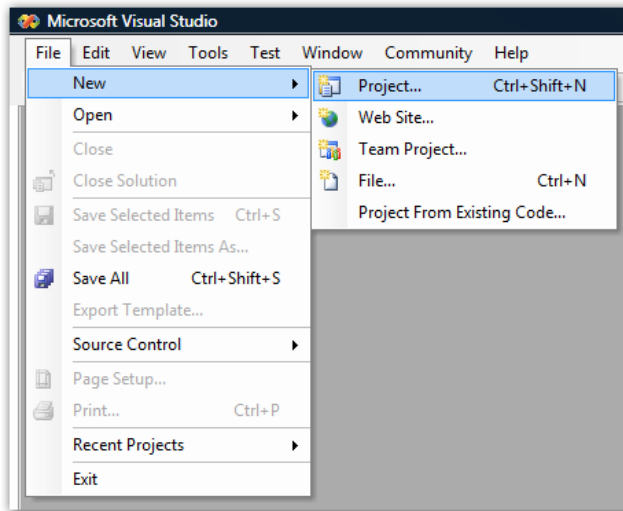 Microsoft Visual Studio
File Edit View Tools Test Window Community Help
New
Open
Close
Close Solution
Save Selected Items Ctrl+S
Save Selected Items As...
Save All Ctrl+Shift+S
Export Template...
Source Control
Page Setup...
Print... Ctrl+P
Recent Projects
Exit
Project... Ctrl+Shift+N
Web Site...
Team Project...
File... Ctrl+N
Project From Existing Code...